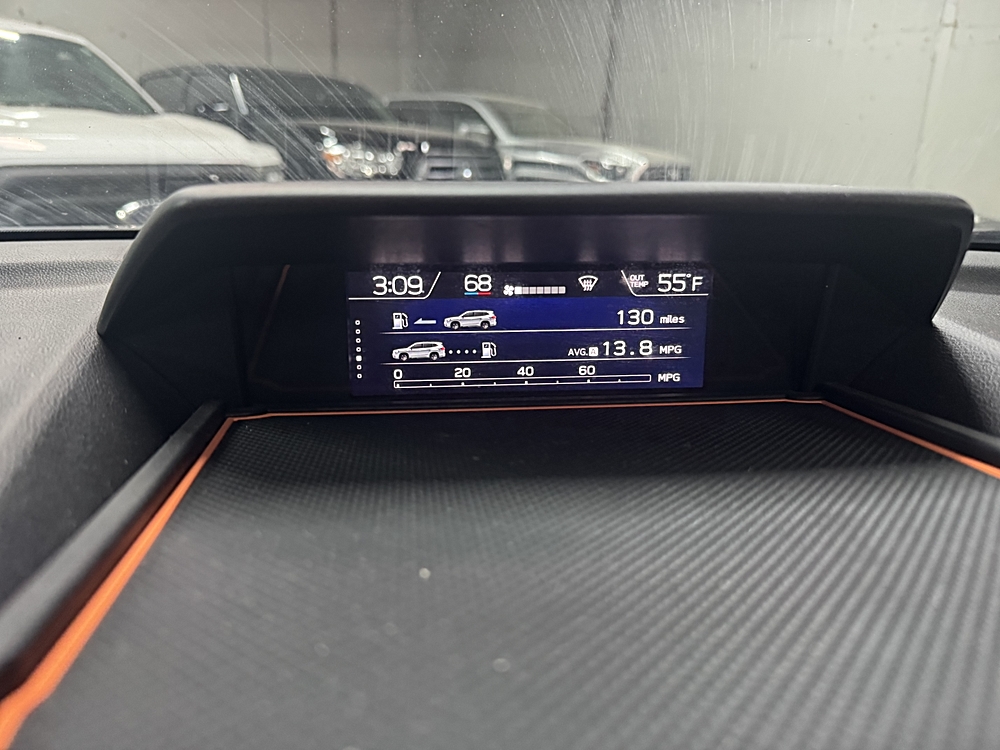 3:09 68 OUT TEMP 55°F
130 miles
AVG. A 13.8 MPG
0 20 40 60 MPG